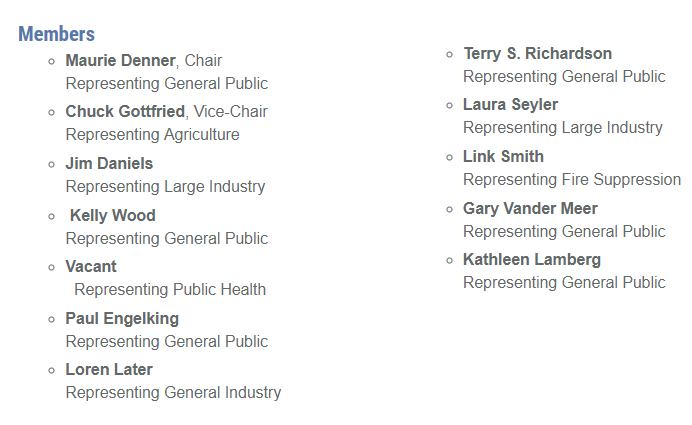 Members
Maurie Denner, Chair
Representing General Public
Chuck Gottfried, Vice-Chair
Representing Agriculture
Jim Daniels
Representing Large Industry
Kelly Wood
Representing General Public
Vacant
Representing Public Health
Paul Engelking
Representing General Public
Loren Later
Representing General Industry
Terry S. Richardson
Representing General Public
Laura Seyler
Representing Large Industry
Link Smith
Representing Fire Suppression
Gary Vander Meer
Representing General Public
Kathleen Lamberg
Representing General Public